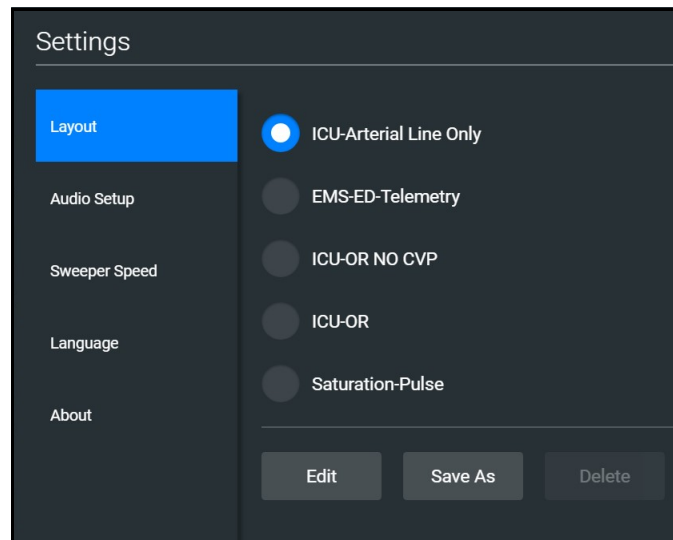 Settings
Layout
Audio Setup
Sweeper Speed
Language
About
ICU-Arterial Line Only
EMS-ED-Telemetry
ICU-OR NO CVP
ICU-OR
Saturation-Pulse
Edit Save As Delete